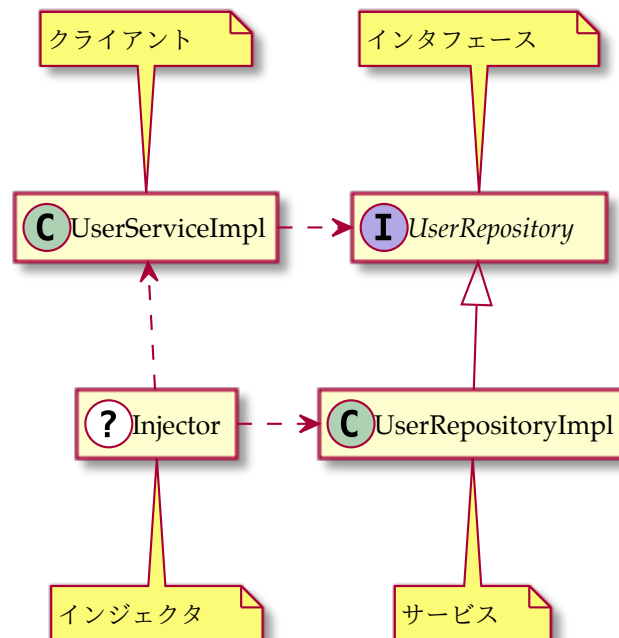 クライアント
インタフェース
C UserServiceImpl
I UserRepository
? Injector
C UserRepositoryImpl
インジェクタ
サービス